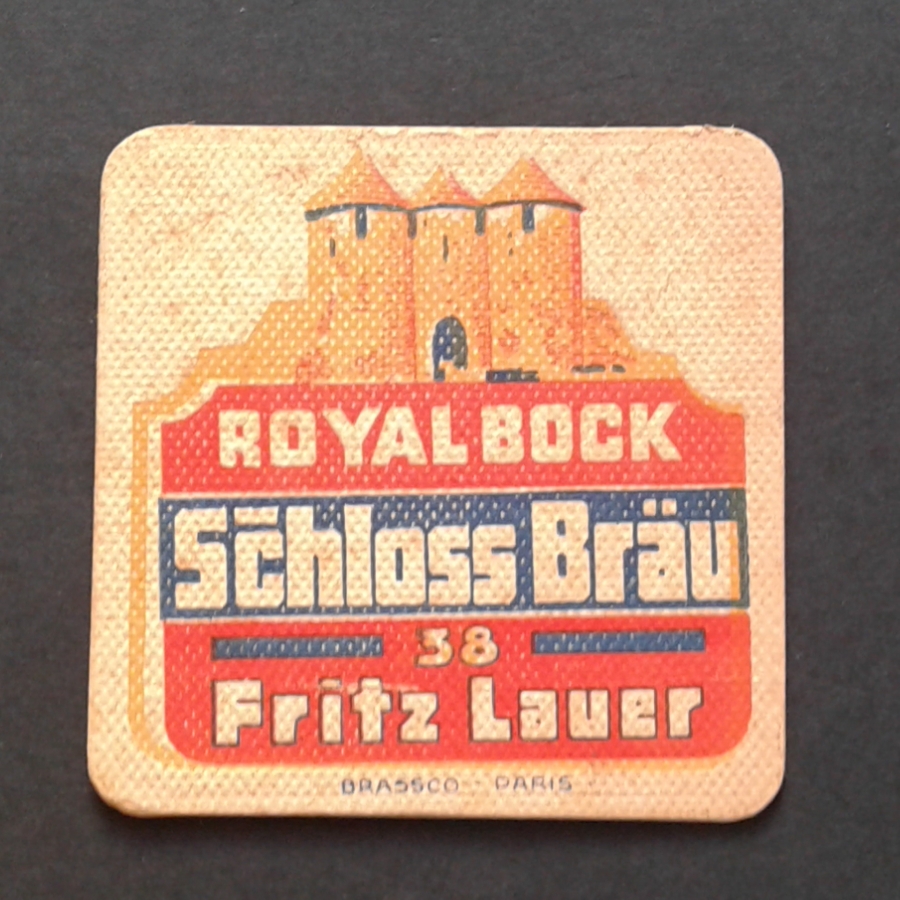 ROYAL BOCK
Schloss Bräu
38
Fritz Lauer
BRASSCO - PARIS